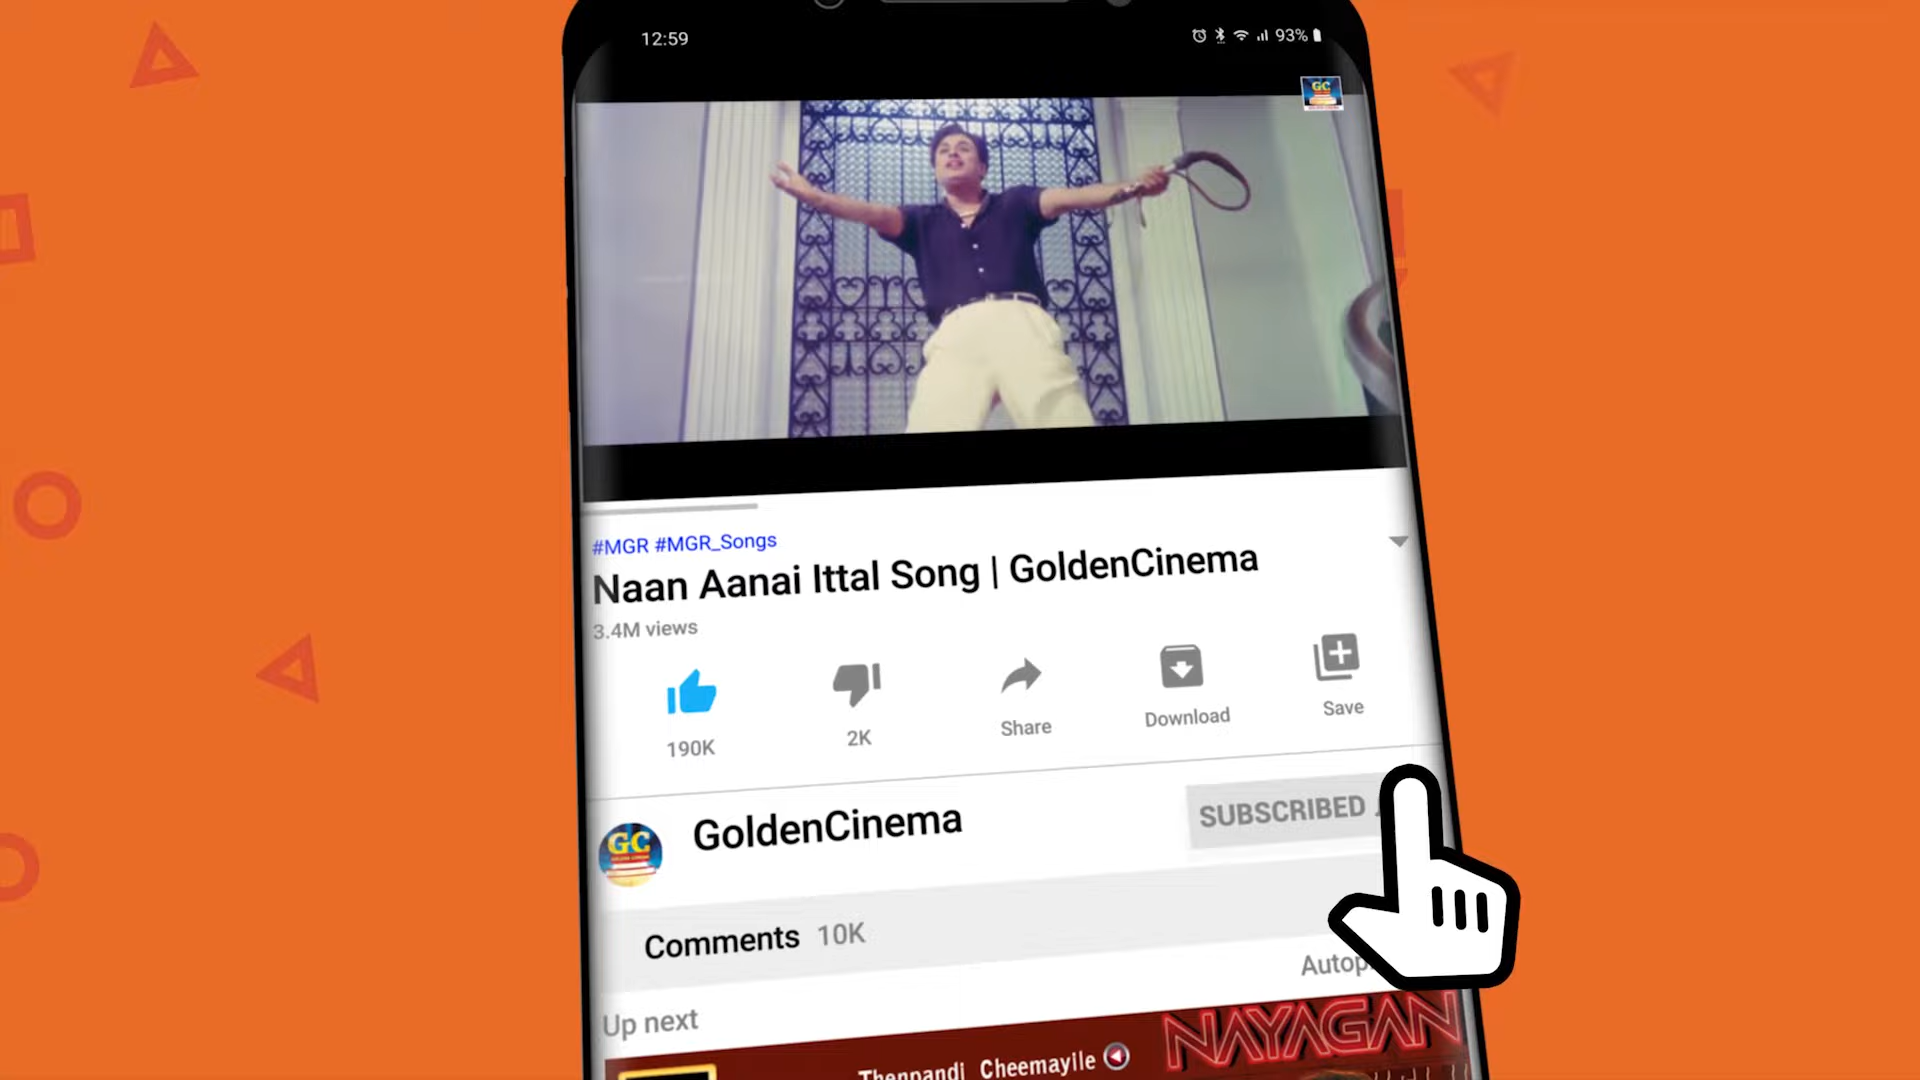 12:59
93%
GC
#MGR #MGR_Songs
Naan Aanai Ittal Song | GoldenCinema
3.4M views
190K
2K
Share
Download
Save
GC
GoldenCinema
SUBSCRIBED
Comments 10K
Up next
NAYAGAN
Thenpandi Cheemayile